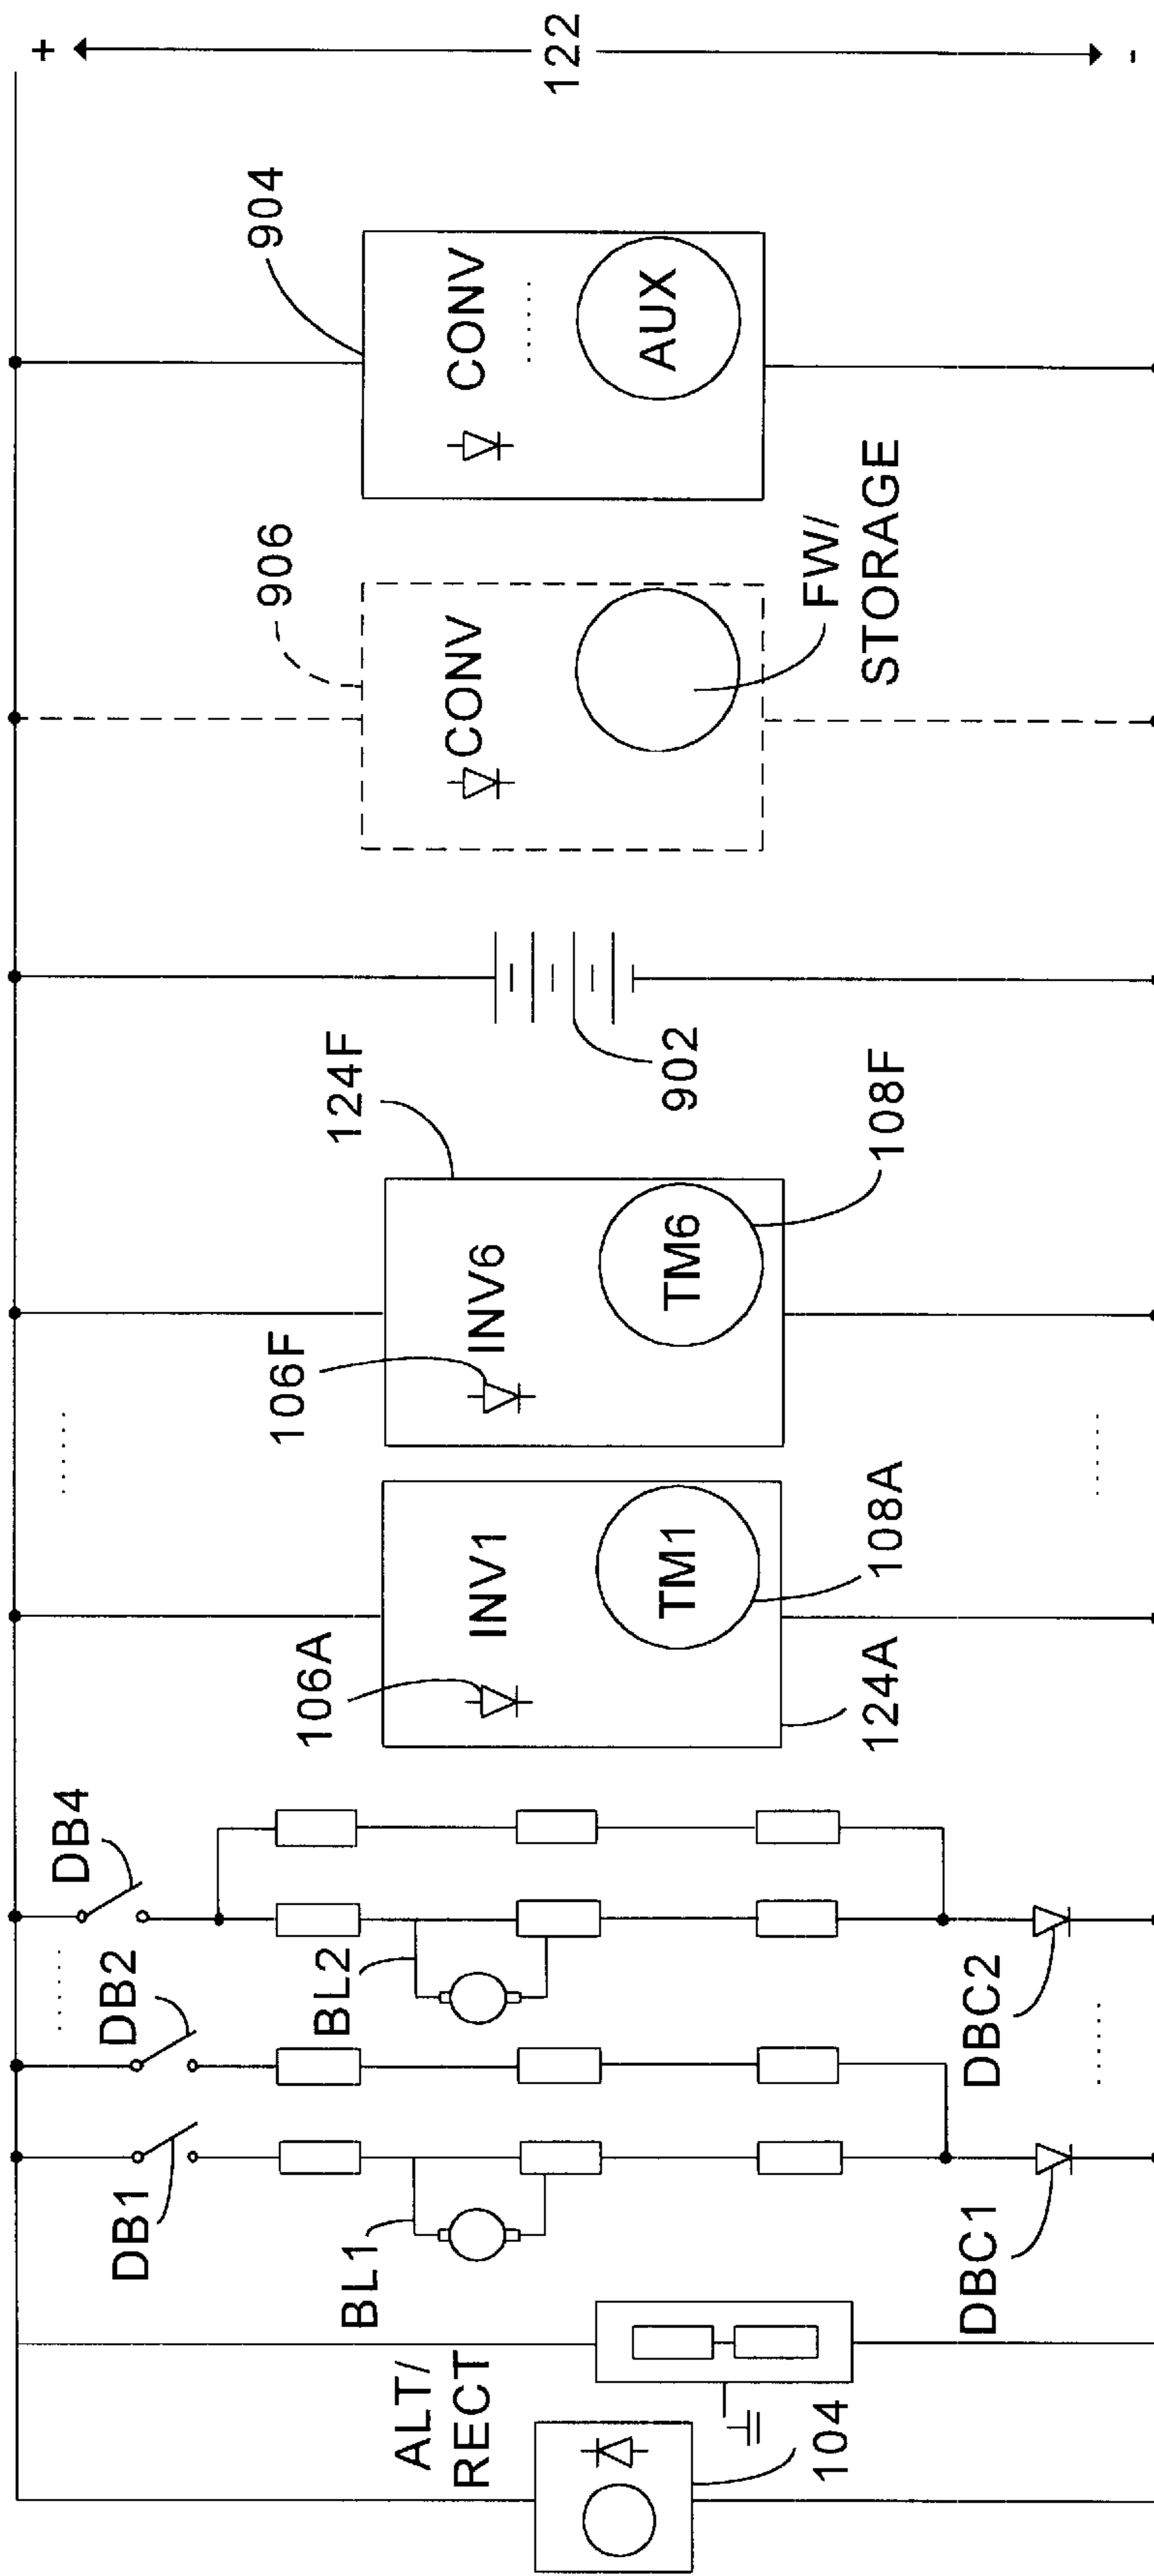 +
122
-
904
CONV
AUX
906
CONV
FW/
STORAGE
902
124F
106F
INV6
TM6
108F
106A
INV1
TM1
108A
124A
DB4
DB2
DB1
BL2
BL1
DBC2
DBC1
ALT/
RECT
104